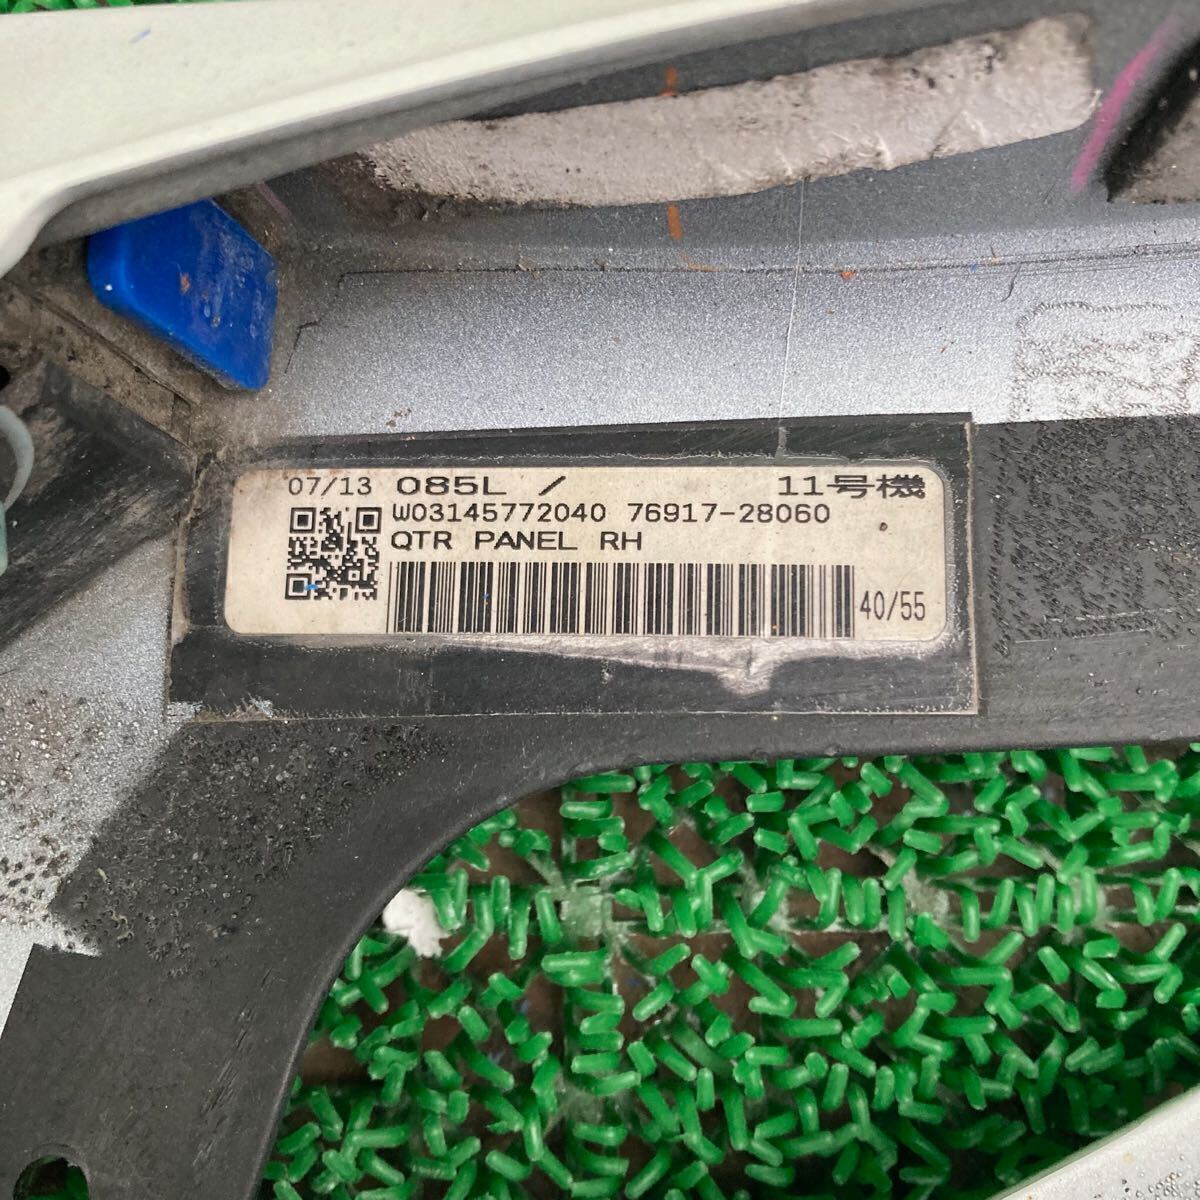 07/13 085L / 11号機
W03145772040 76917-28060
QTR PANEL RH
40/55